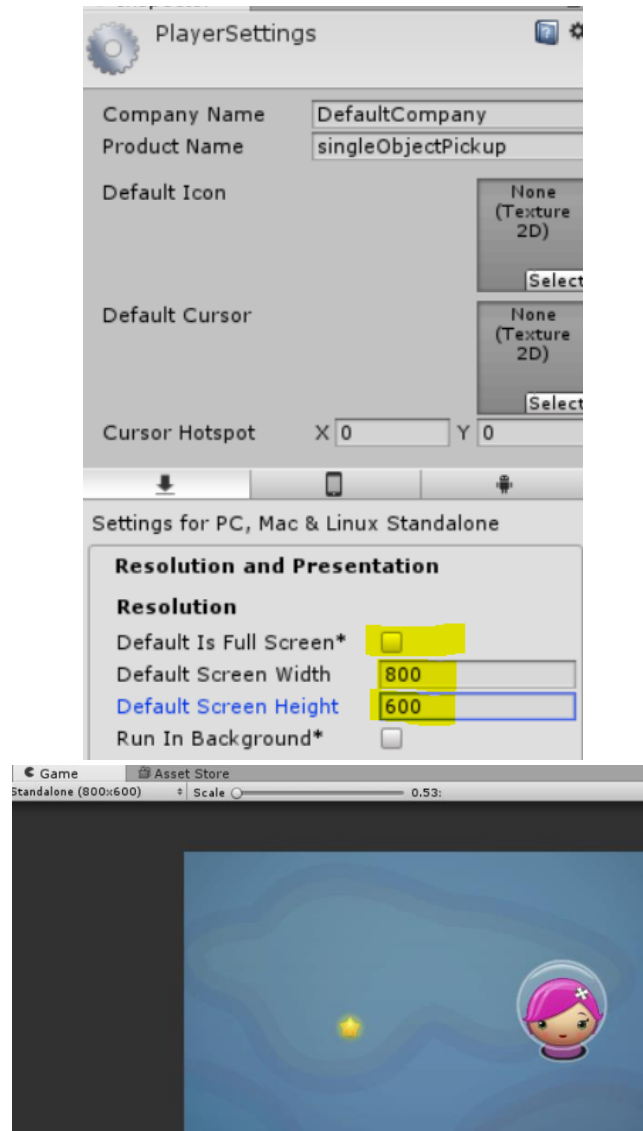 PlayerSettings
Company Name DefaultCompany
Product Name singleObjectPickup
Default Icon None
(Texture
2D)
Select
Default Cursor None
(Texture
2D)
Select
Cursor Hotspot X 0 Y 0
Settings for PC, Mac & Linux Standalone
Resolution and Presentation
Resolution
Default Is Full Screen*
Default Screen Width 800
Default Screen Height 600
Run In Background*
Game Asset Store
Standalone (800x600) Scale 0.53: